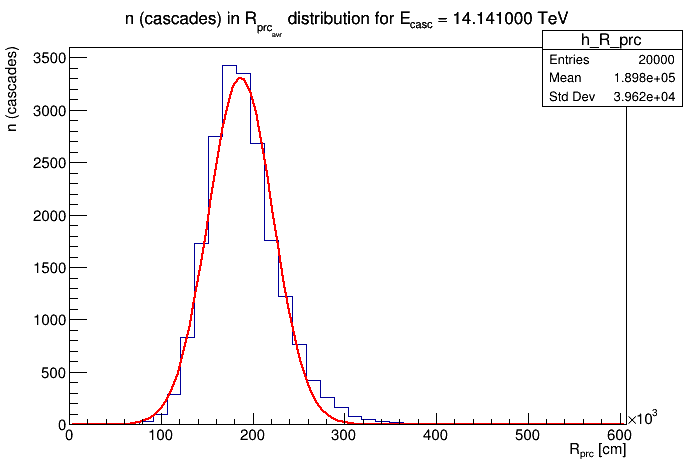 n (cascades) in R_prc_avr distribution for E_casc = 14.141000 TeV
h_R_prc
Entries 20000
Mean 1.898e+05
Std Dev 3.962e+04
n (cascades)
3500
3000
2500
2000
1500
1000
500
0
0 100 200 300 400 500 600
×10³
R_prc [cm]